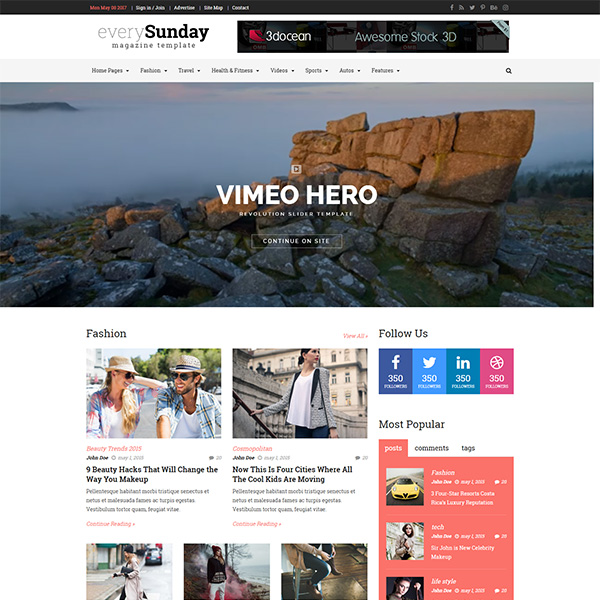 Mon May 08 2017 | Sign in / Join | Advertise | Site Map | Contact
everySunday
magazine template
3docean Awesome Stock 3D
Home Pages Fashion Travel Health & Fitness Videos Sports Autos Features
VIMEO HERO
REVOLUTION SLIDER TEMPLATE
CONTINUE ON SITE
Fashion
View All »
Beauty Trends 2015
John Doe may 1, 2015 20
9 Beauty Hacks That Will Change the
Way You Makeup
Pellentesque habitant morbi tristique senectus et
netus et malesuada fames ac turpis egestas.
Vestibulum tortor quam, feugiat vitae.
Continue Reading »
Cosmopolitan
John Doe may 1, 2015 20
Now This Is Four Cities Where All
The Cool Kids Are Moving
Pellentesque habitant morbi tristique senectus et
netus et malesuada fames ac turpis egestas.
Vestibulum tortor quam, feugiat vitae.
Continue Reading »
Follow Us
350 350 350 350
FOLLOWERS FOLLOWERS FOLLOWERS FOLLOWERS
Most Popular
posts comments tags
Fashion
John Doe may 1, 2015 20
3 Four-Star Resorts Costa
Rica's Luxury Reputation
tech
John Doe may 1, 2015 20
Sir John is New Celebrity
Makeup
life style
John Doe may 1, 2015 20